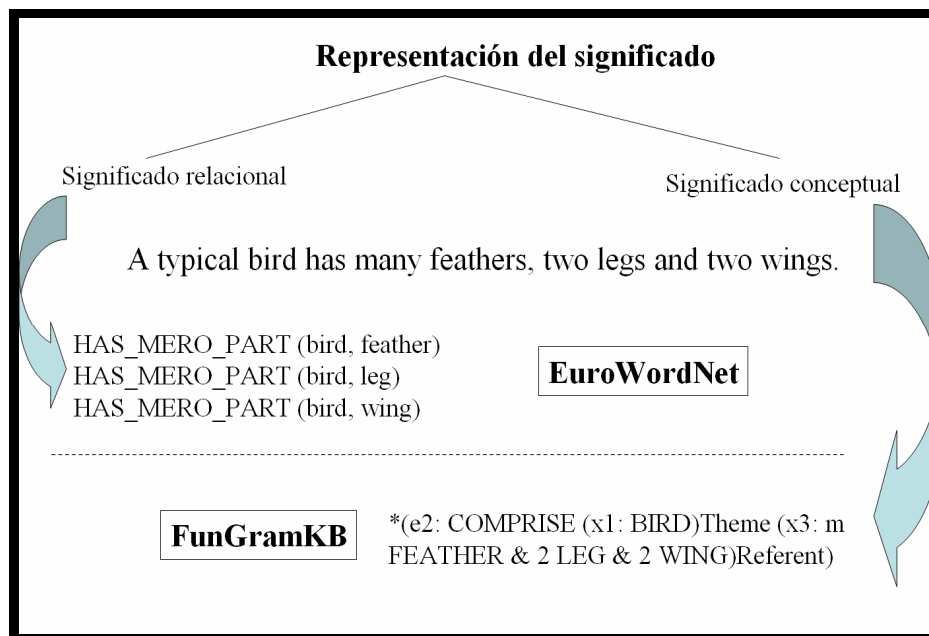 Representación del significado
Significado relacional
Significado conceptual
A typical bird has many feathers, two legs and two wings.
HAS_MERO_PART (bird, feather)
HAS_MERO_PART (bird, leg)
HAS_MERO_PART (bird, wing)
EuroWordNet
FunGramKB
*(e2: COMPRISE (x1: BIRD)Theme (x3: m
FEATHER & 2 LEG & 2 WING)Referent)